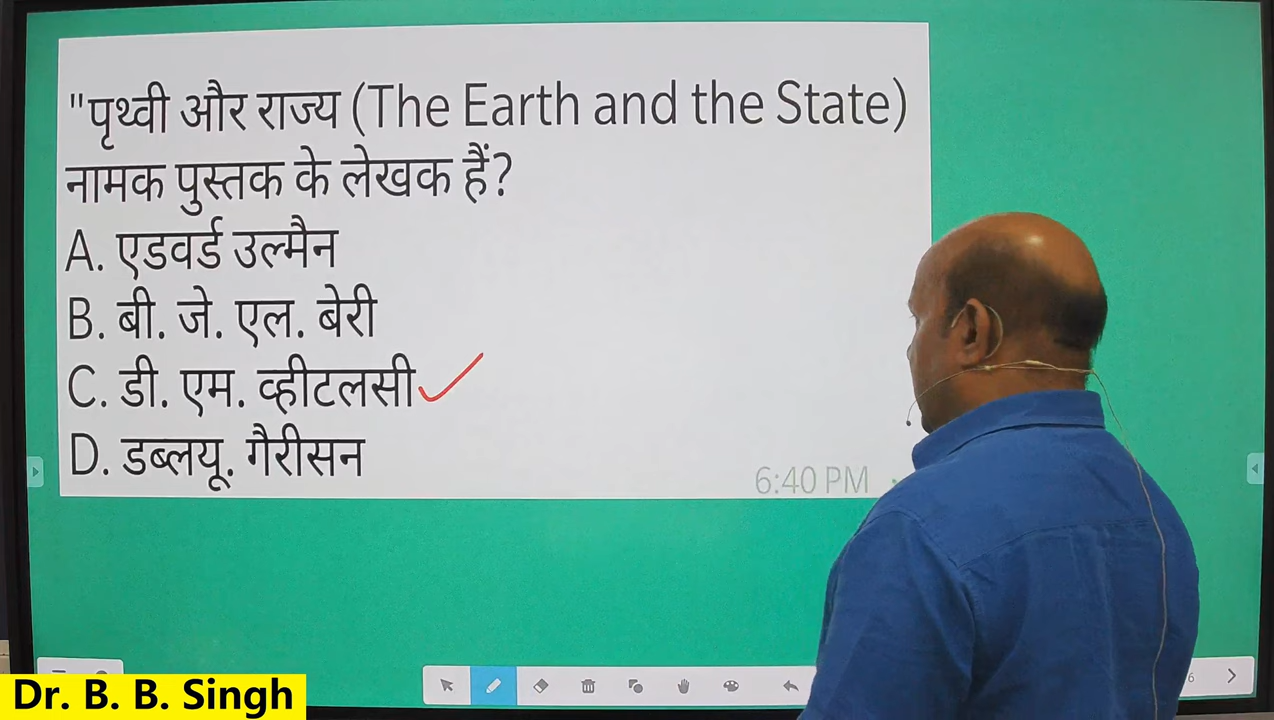 "पृथ्वी और राज्य (The Earth and the State)
नामक पुस्तक के लेखक हैं?
A. एडवर्ड उल्मैन
B. बी. जे. एल. बेरी
C. डी. एम. व्हीटलसी
D. डब्लयू. गैरीसन
6:40 PM
6
Dr. B. B. Singh